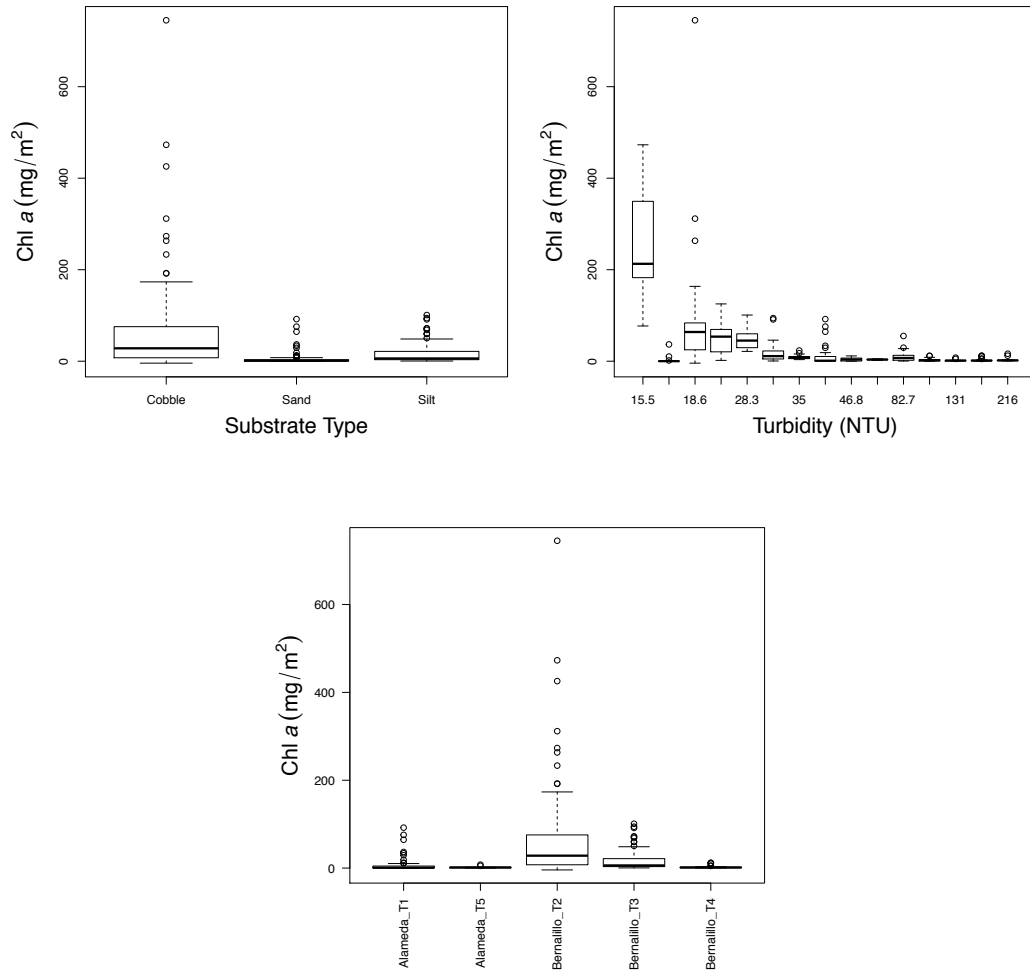 600
400
200
0
Chl a (mg/m²)
Cobble Sand Silt
Substrate Type
600
400
200
0
Chl a (mg/m²)
15.5 18.6 28.3 35 46.8 82.7 131 216
Turbidity (NTU)
600
400
200
0
Chl a (mg/m²)
Alameda_T1
Alameda_T5
Bernalillo_T2
Bernalillo_T3
Bernalillo_T4